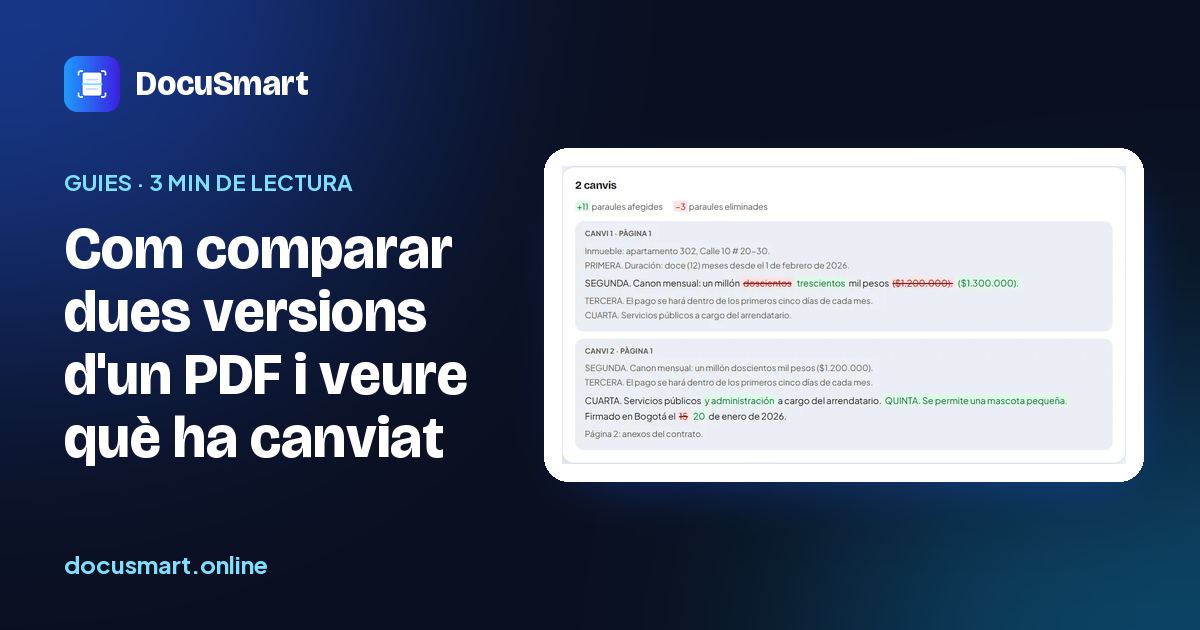 DocuSmart
GUIES · 3 MIN DE LECTURA
Com comparar
dues versions
d'un PDF i veure
què ha canviat
docusmart.online
2 canvis
+11 paraules afegides −3 paraules eliminades
CANVI 1 · PÀGINA 1
Inmueble: apartamento 302, Calle 10 # 20-30.
PRIMERA. Duración: doce (12) meses desde el 1 de febrero de 2026.
SEGUNDA. Canon mensual: un millón doscientos trescientos mil pesos ($1.200.000). ($1.300.000).
TERCERA. El pago se hará dentro de los primeros cinco días de cada mes.
CUARTA. Servicios públicos a cargo del arrendatario.
CANVI 2 · PÀGINA 1
SEGUNDA. Canon mensual: un millón doscientos mil pesos ($1.200.000).
TERCERA. El pago se hará dentro de los primeros cinco días de cada mes.
CUARTA. Servicios públicos y administración a cargo del arrendatario. QUINTA. Se permite una mascota pequeña.
Firmado en Bogotá el 15 20 de enero de 2026.
Página 2: anexos del contrato.